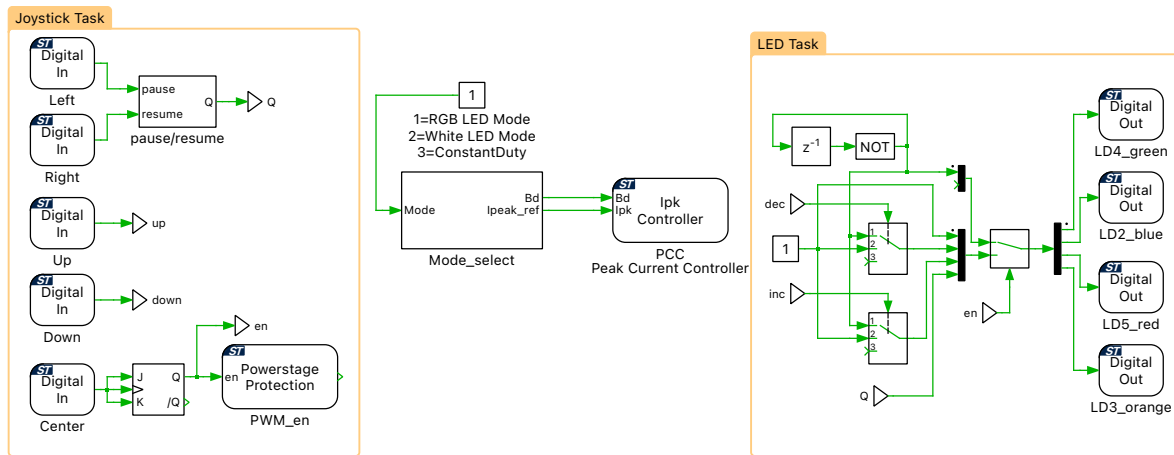 Joystick Task
ST
Digital
In
Left
ST
Digital
In
Right
pause
resume
Q
pause/resume
Q
ST
Digital
In
Up
up
ST
Digital
In
Down
down
ST
Digital
In
Center
J
K
Q
/Q
en
ST
en
Powerstage
Protection
PWM_en
1
1=RGB LED Mode
2=White LED Mode
3=ConstantDuty
Mode
Bd
Ipeak_ref
Mode_select
ST
Bd
Ipk
Ipk
Controller
PCC
Peak Current Controller
LED Task
z-1
NOT
dec
1
2
3
1
inc
1
2
3
Q
en
ST
Digital
Out
LD4_green
ST
Digital
Out
LD2_blue
ST
Digital
Out
LD5_red
ST
Digital
Out
LD3_orange